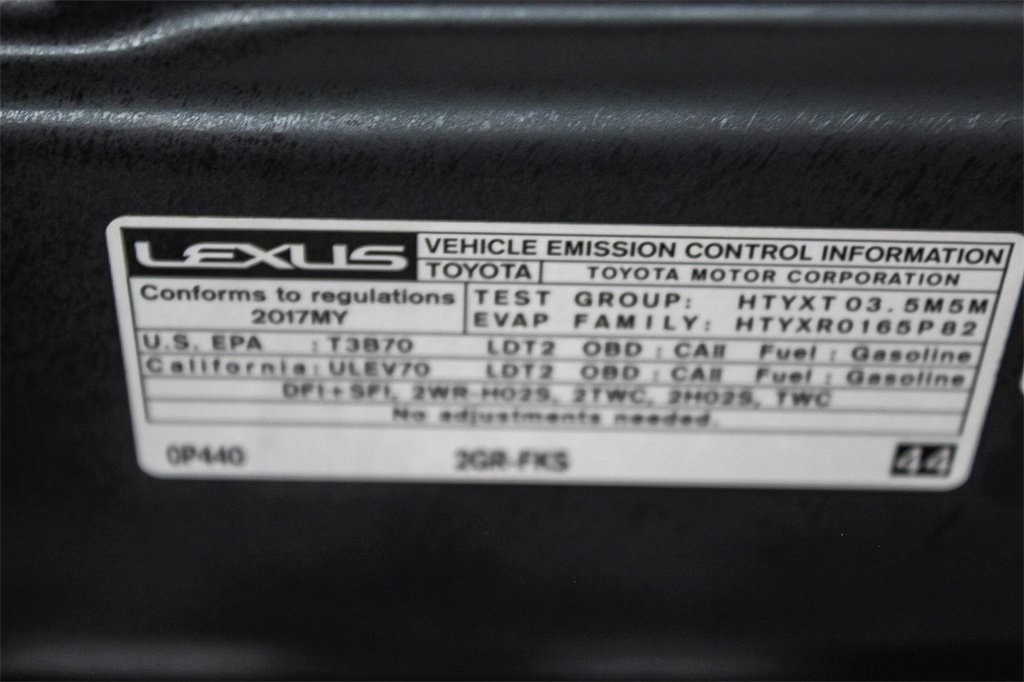 LEXUS VEHICLE EMISSION CONTROL INFORMATION
TOYOTA TOYOTA MOTOR CORPORATION
Conforms to regulations
2017MY
TEST GROUP: HTYXT 03.5M5M
EVAP FAMILY: HTYXR0165P82
U.S. EPA : T3B70 LDT2 OBD : CAII Fuel : Gasoline
California : ULEV70 LDT2 OBD : CAII Fuel : Gasoline
DFI+SFI, 2WR-HO2S, 2TWC, 2HO2S, TWC
No adjustments needed.
0P440 2GR-FKS 44